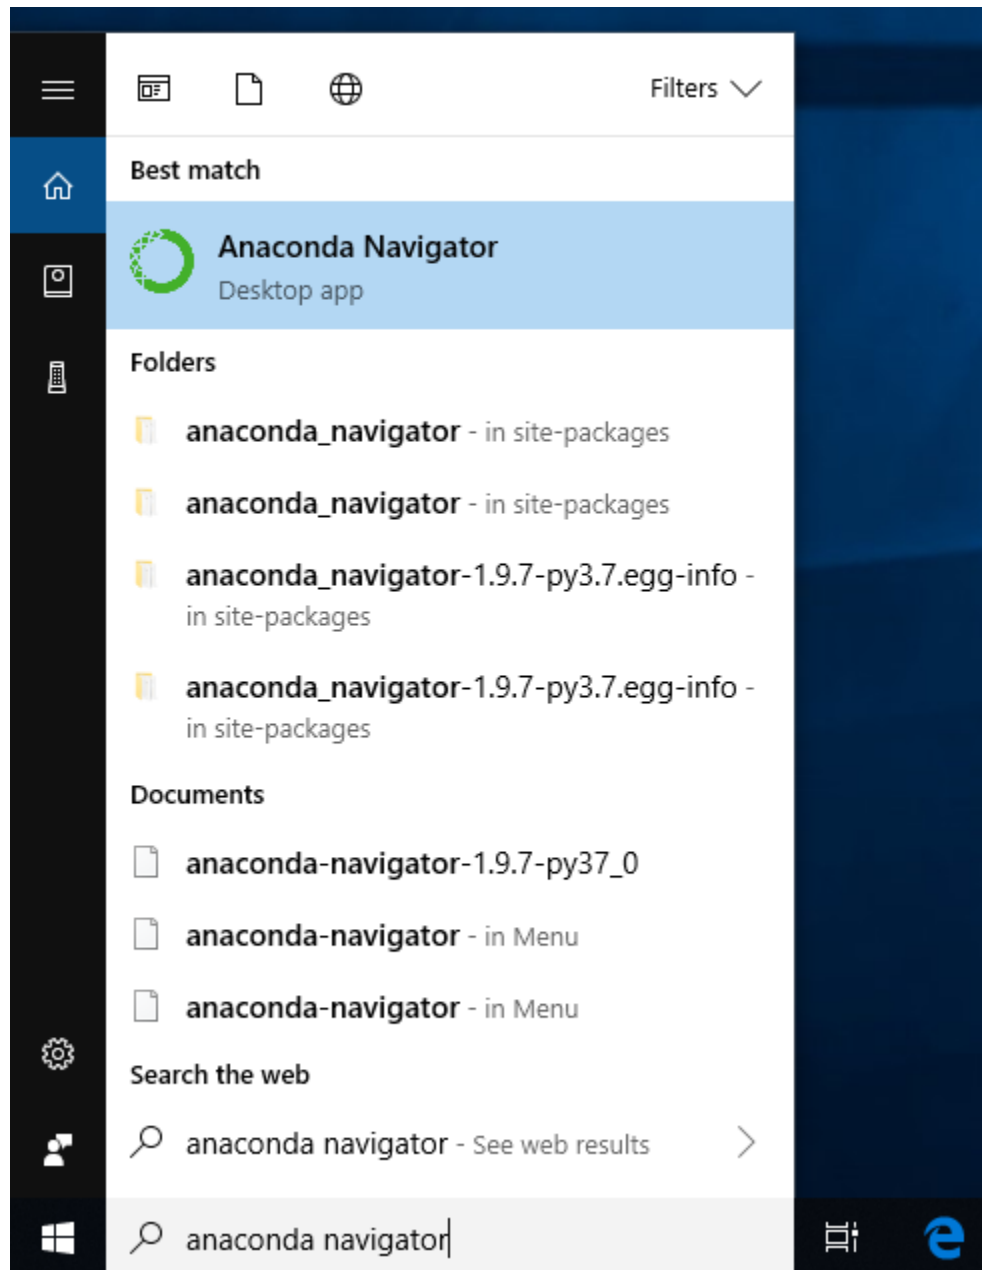 Filters
Best match
Anaconda Navigator
Desktop app
Folders
anaconda_navigator - in site-packages
anaconda_navigator - in site-packages
anaconda_navigator-1.9.7-py3.7.egg-info -
in site-packages
anaconda_navigator-1.9.7-py3.7.egg-info -
in site-packages
Documents
anaconda-navigator-1.9.7-py37_0
anaconda-navigator - in Menu
anaconda-navigator - in Menu
Search the web
anaconda navigator - See web results
anaconda navigator